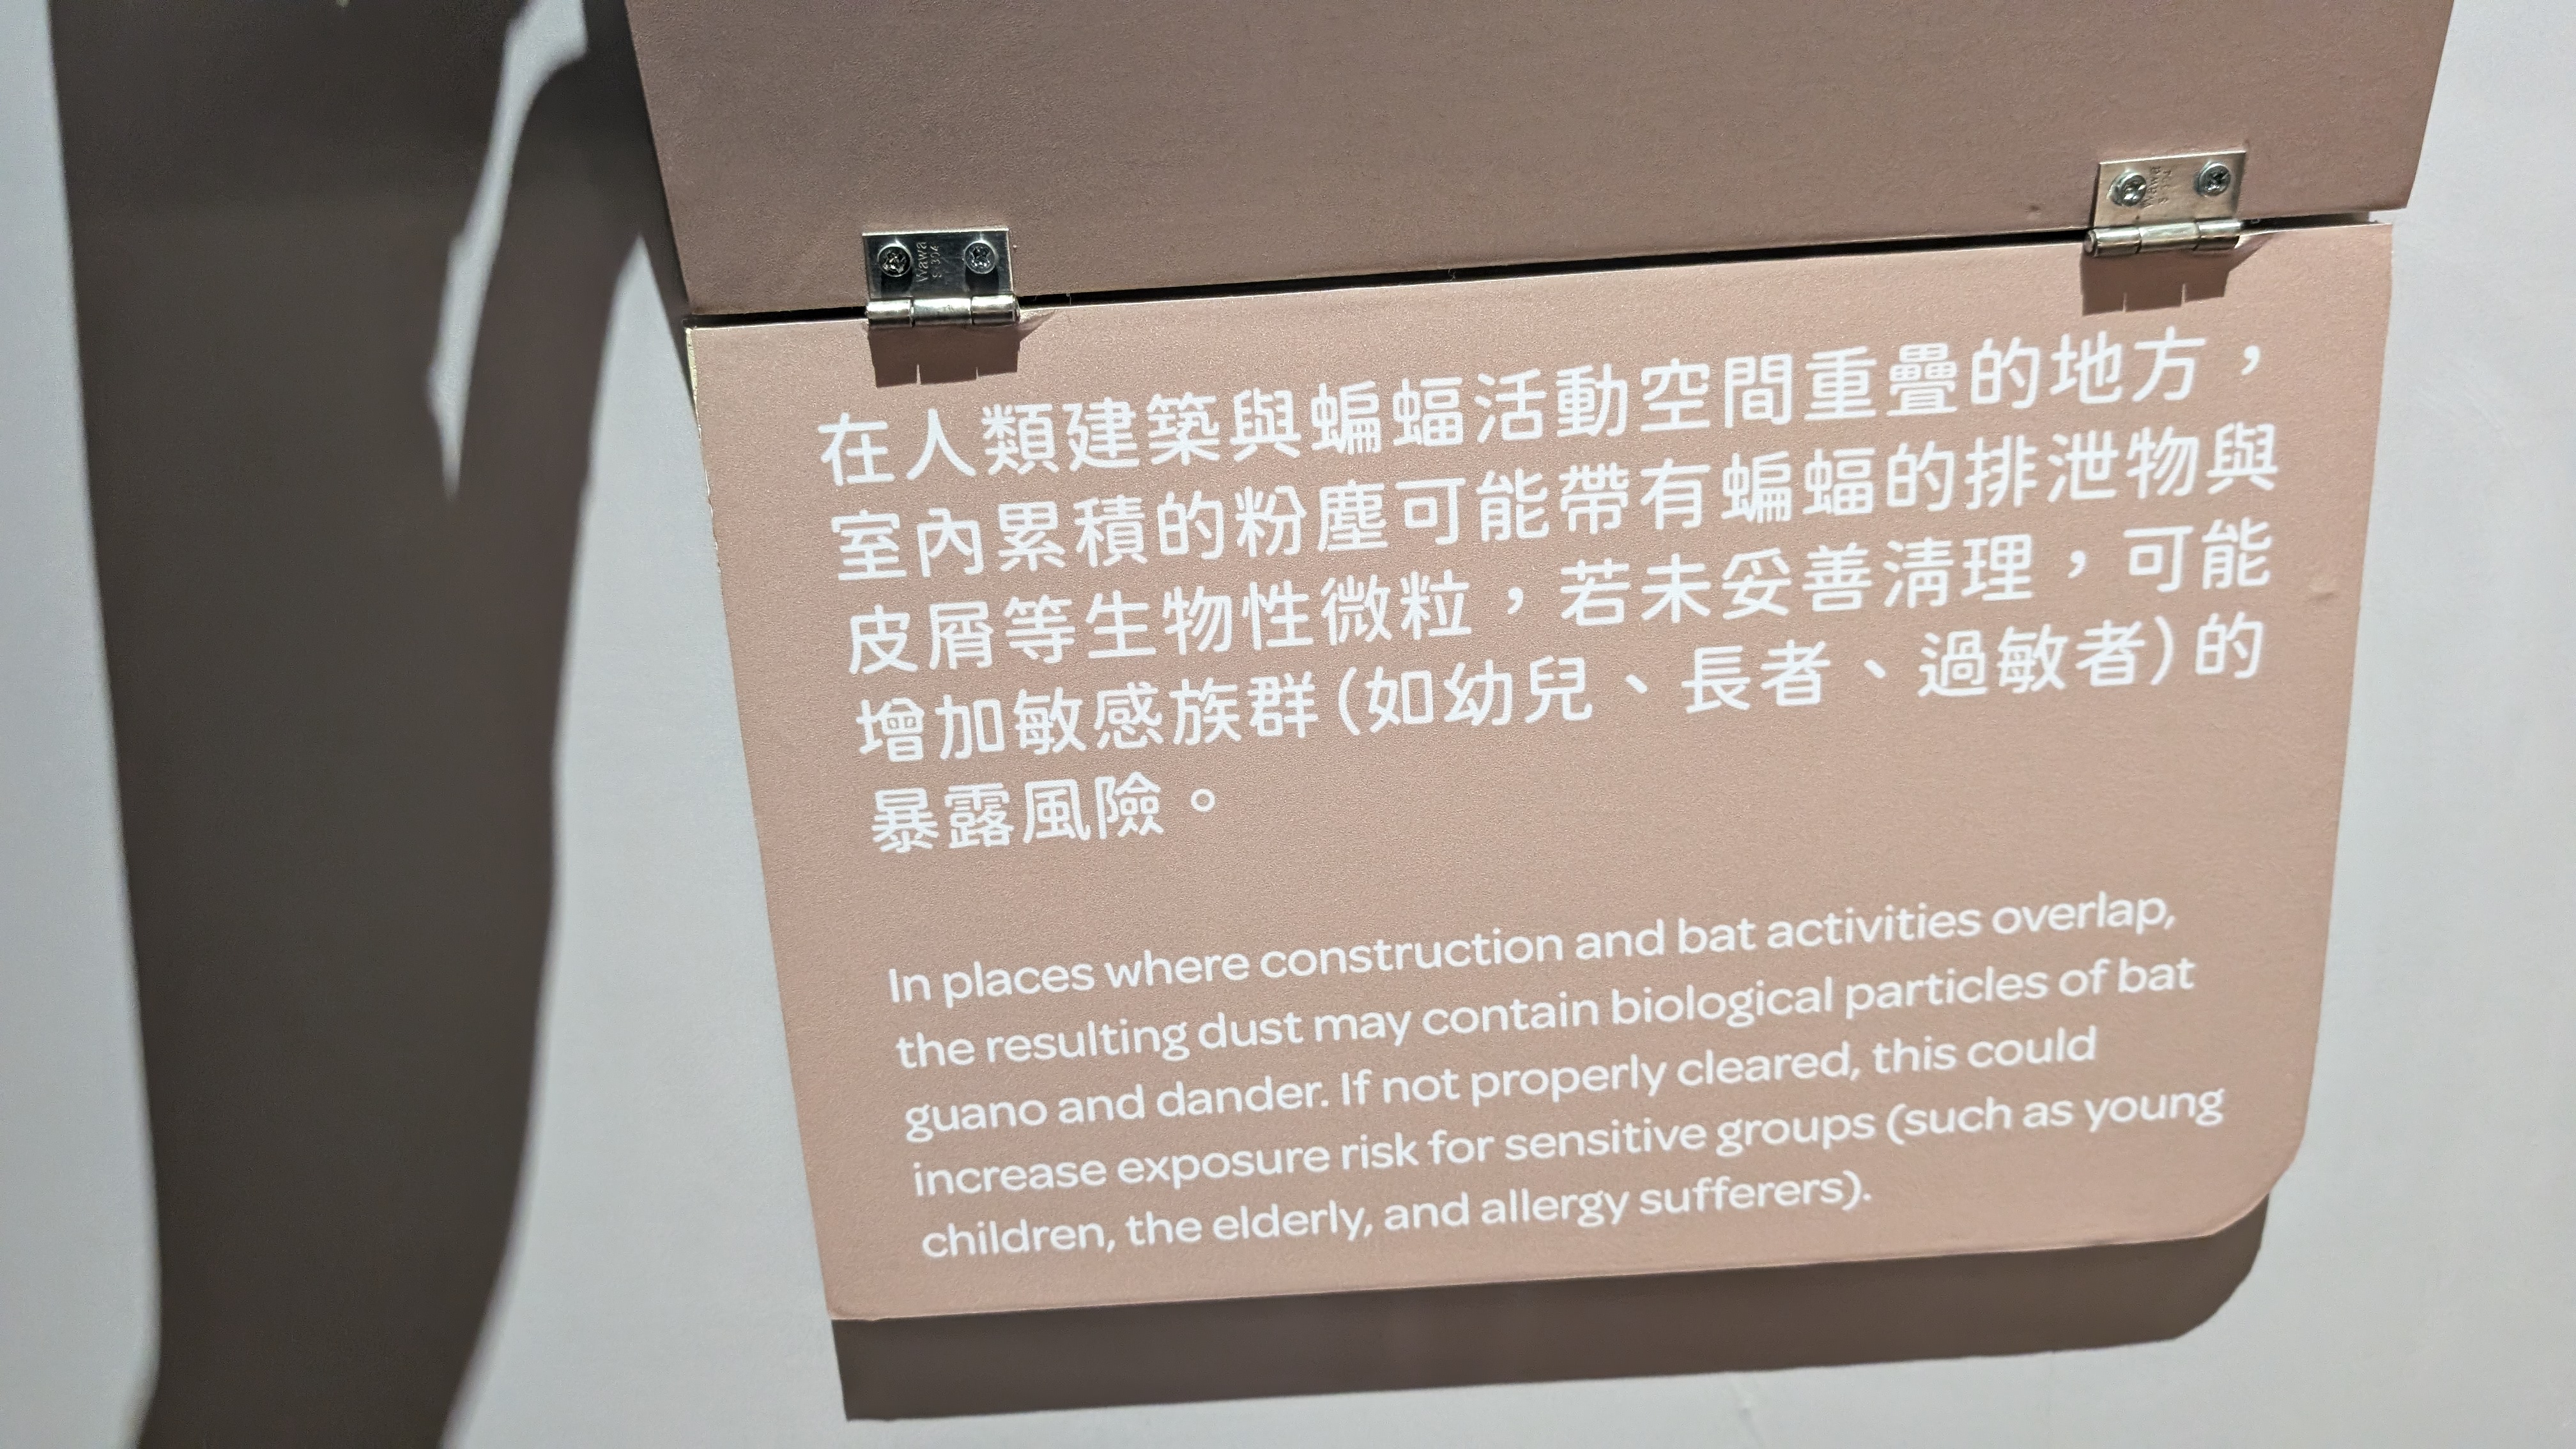 wawa
S-304
wawa
在人類建築與蝙蝠活動空間重疊的地方，
室內累積的粉塵可能帶有蝙蝠的排泄物與
皮屑等生物性微粒，若未妥善清理，可能
增加敏感族群（如幼兒、長者、過敏者）的
暴露風險。
In places where construction and bat activities overlap,
the resulting dust may contain biological particles of bat
guano and dander. If not properly cleared, this could
increase exposure risk for sensitive groups (such as young
children, the elderly, and allergy sufferers).